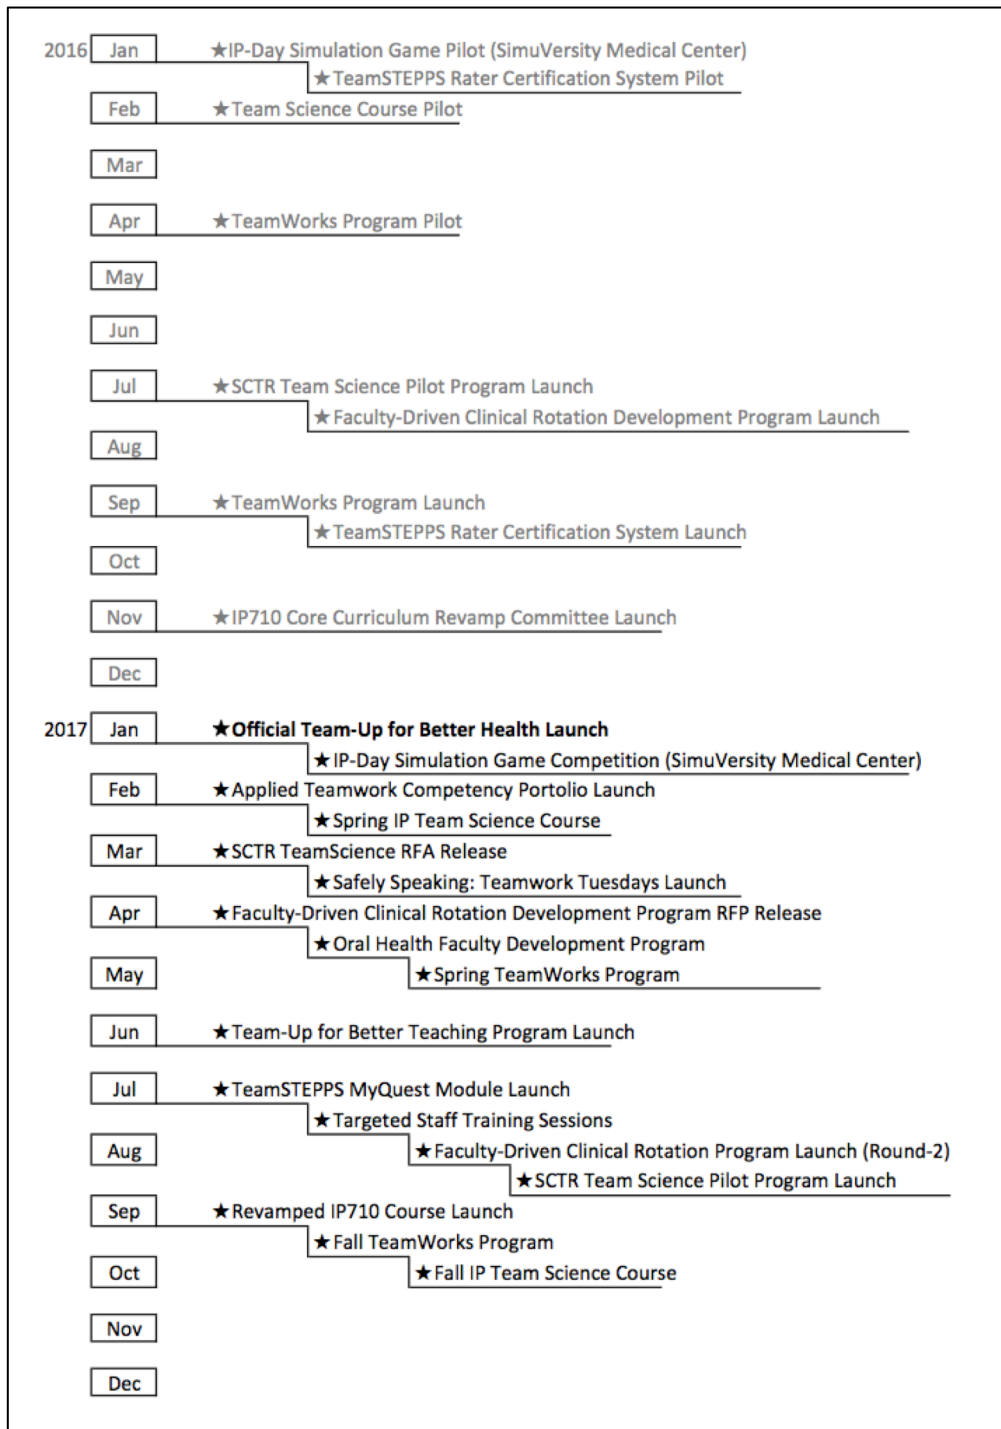 2016 Jan ★IP-Day Simulation Game Pilot (SimuVersity Medical Center)
★TeamSTEPPS Rater Certification System Pilot
Feb ★Team Science Course Pilot
Mar
Apr ★TeamWorks Program Pilot
May
Jun
Jul ★SCTR Team Science Pilot Program Launch
★Faculty-Driven Clinical Rotation Development Program Launch
Aug
Sep ★TeamWorks Program Launch
★TeamSTEPPS Rater Certification System Launch
Oct
Nov ★IP710 Core Curriculum Revamp Committee Launch
Dec
2017 Jan ★Official Team-Up for Better Health Launch
★IP-Day Simulation Game Competition (SimuVersity Medical Center)
Feb ★Applied Teamwork Competency Portolio Launch
★Spring IP Team Science Course
Mar ★SCTR TeamScience RFA Release
★Safely Speaking: Teamwork Tuesdays Launch
Apr ★Faculty-Driven Clinical Rotation Development Program RFP Release
★Oral Health Faculty Development Program
May ★Spring TeamWorks Program
Jun ★Team-Up for Better Teaching Program Launch
Jul ★TeamSTEPPS MyQuest Module Launch
★Targeted Staff Training Sessions
Aug ★Faculty-Driven Clinical Rotation Program Launch (Round-2)
★SCTR Team Science Pilot Program Launch
Sep ★Revamped IP710 Course Launch
★Fall TeamWorks Program
Oct ★Fall IP Team Science Course
Nov
Dec